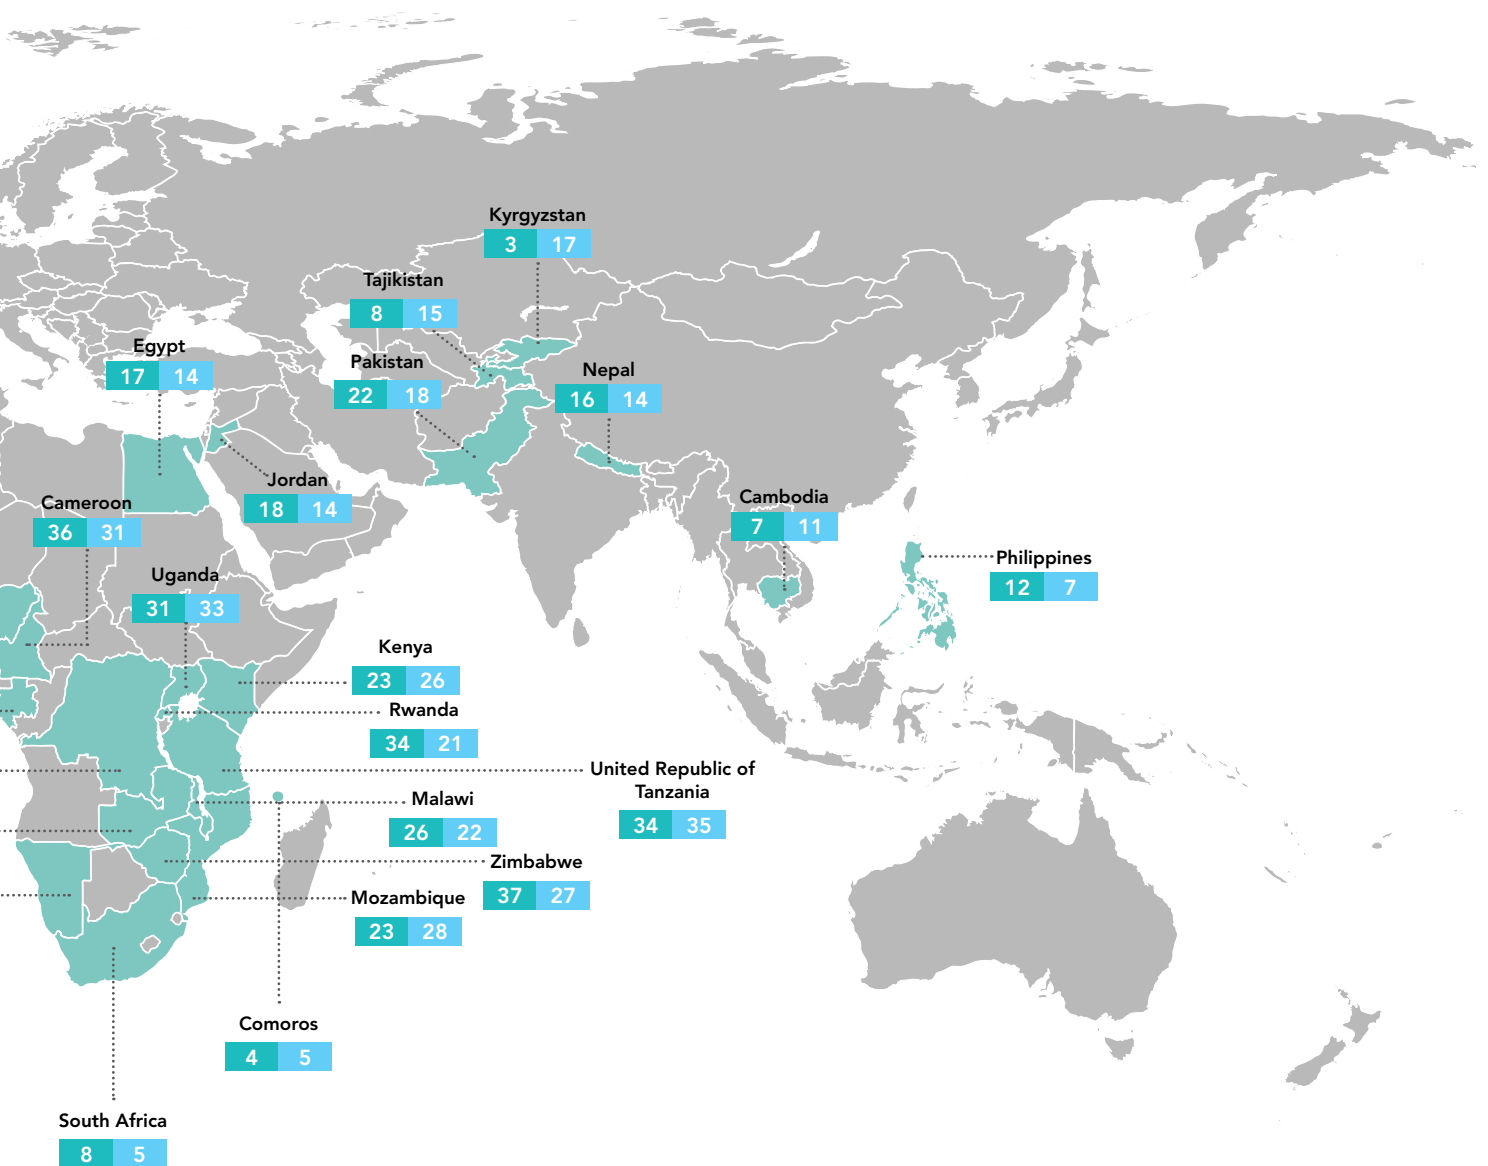 Kyrgyzstan
3 17
Tajikistan
8 15
Egypt
17 14
Pakistan
22 18
Nepal
16 14
Jordan
18 14
Cameroon
36 31
Cambodia
7 11
Philippines
12 7
Uganda
31 33
Kenya
23 26
Rwanda
34 21
United Republic of
Tanzania
34 35
Malawi
26 22
Zimbabwe
37 27
Mozambique
23 28
Comoros
4 5
South Africa
8 5